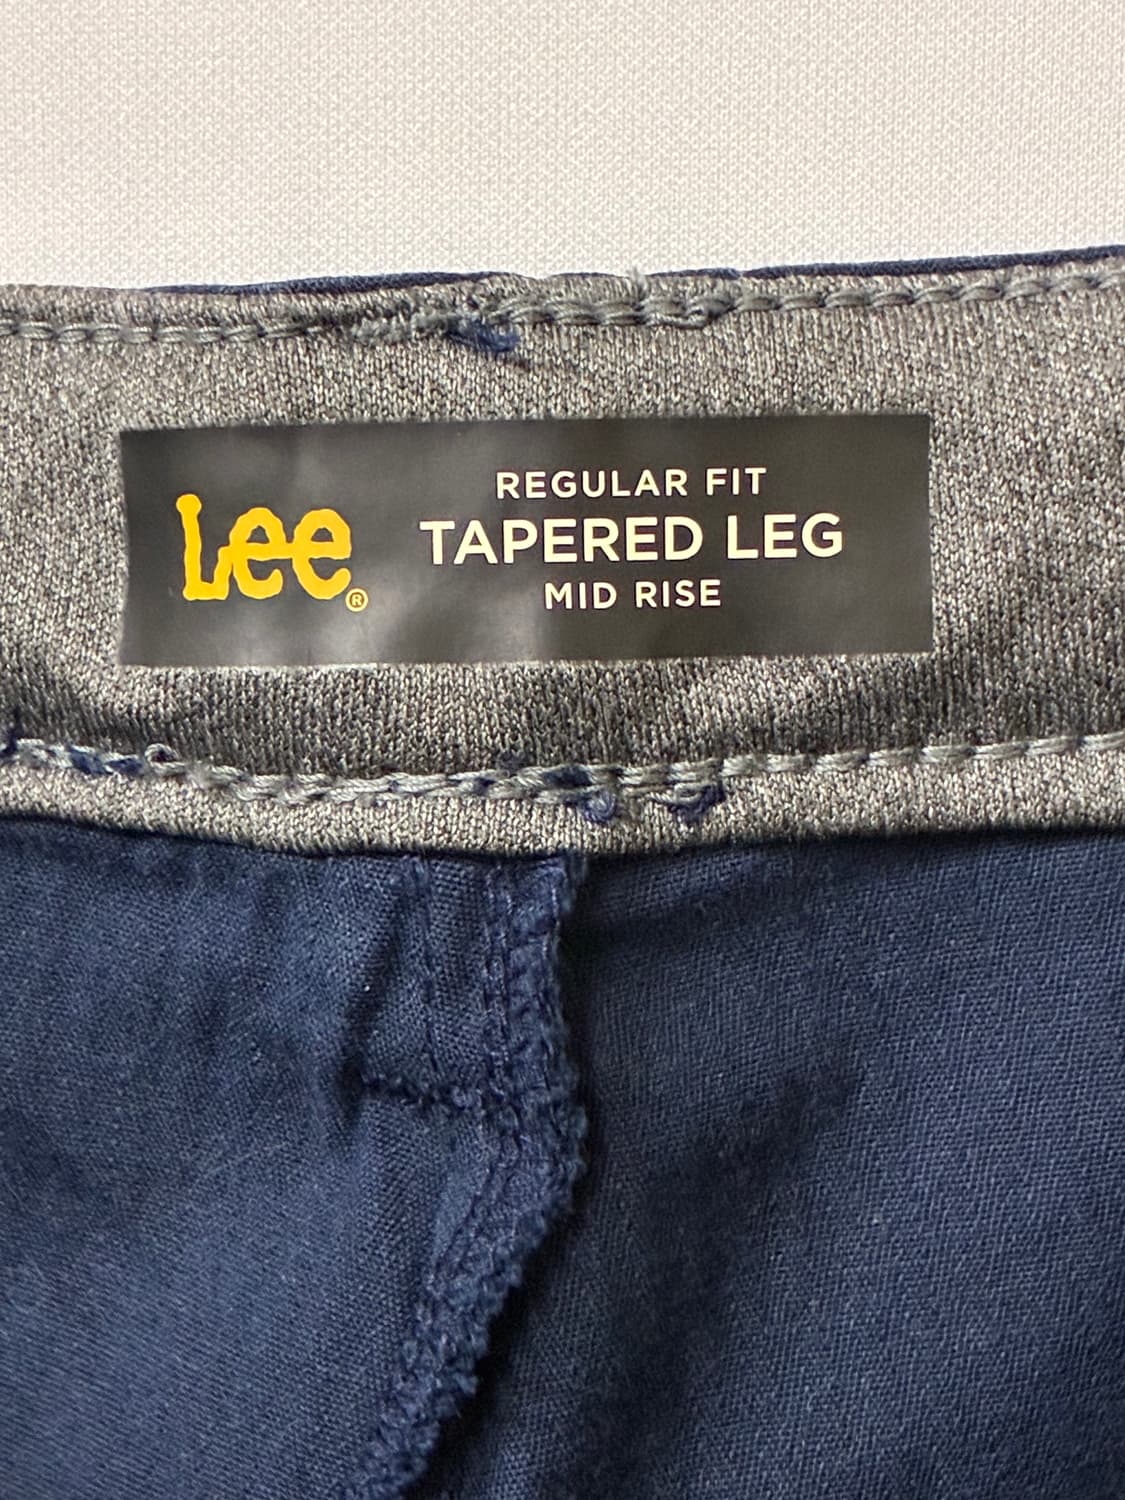 Lee®
REGULAR FIT
TAPERED LEG
MID RISE